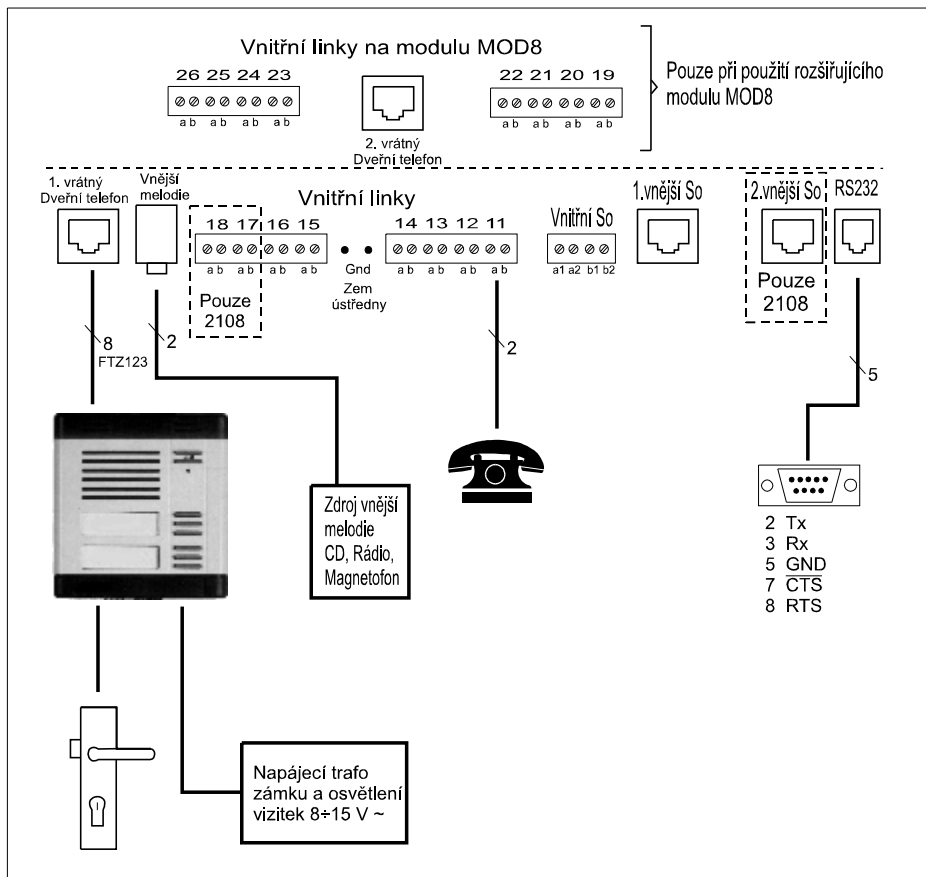 Vnitřní linky na modulu MOD8
26 25 24 23
a b a b a b a b
2. vrátný
Dveřní telefon
22 21 20 19
a b a b a b a b
Pouze při použití rozšiřujícího
modulu MOD8
1. vrátný
Dveřní telefon
Vnější
melodie
Vnitřní linky
18 17 16 15
a b a b a b a b
Pouze
2108
Gnd
Zem
ústředny
14 13 12 11
a b a b a b a b
Vnitřní So
a1 a2 b1 b2
1.vnější So
2.vnější So
Pouze
2108
RS232
8
FTZ123
2
2
5
Zdroj vnější
melodie
CD, Rádio,
Magnetofon
2 Tx
3 Rx
5 GND
7 CTS
8 RTS
Napájecí trafo
zámku a osvětlení
vizitek 8÷15 V ~